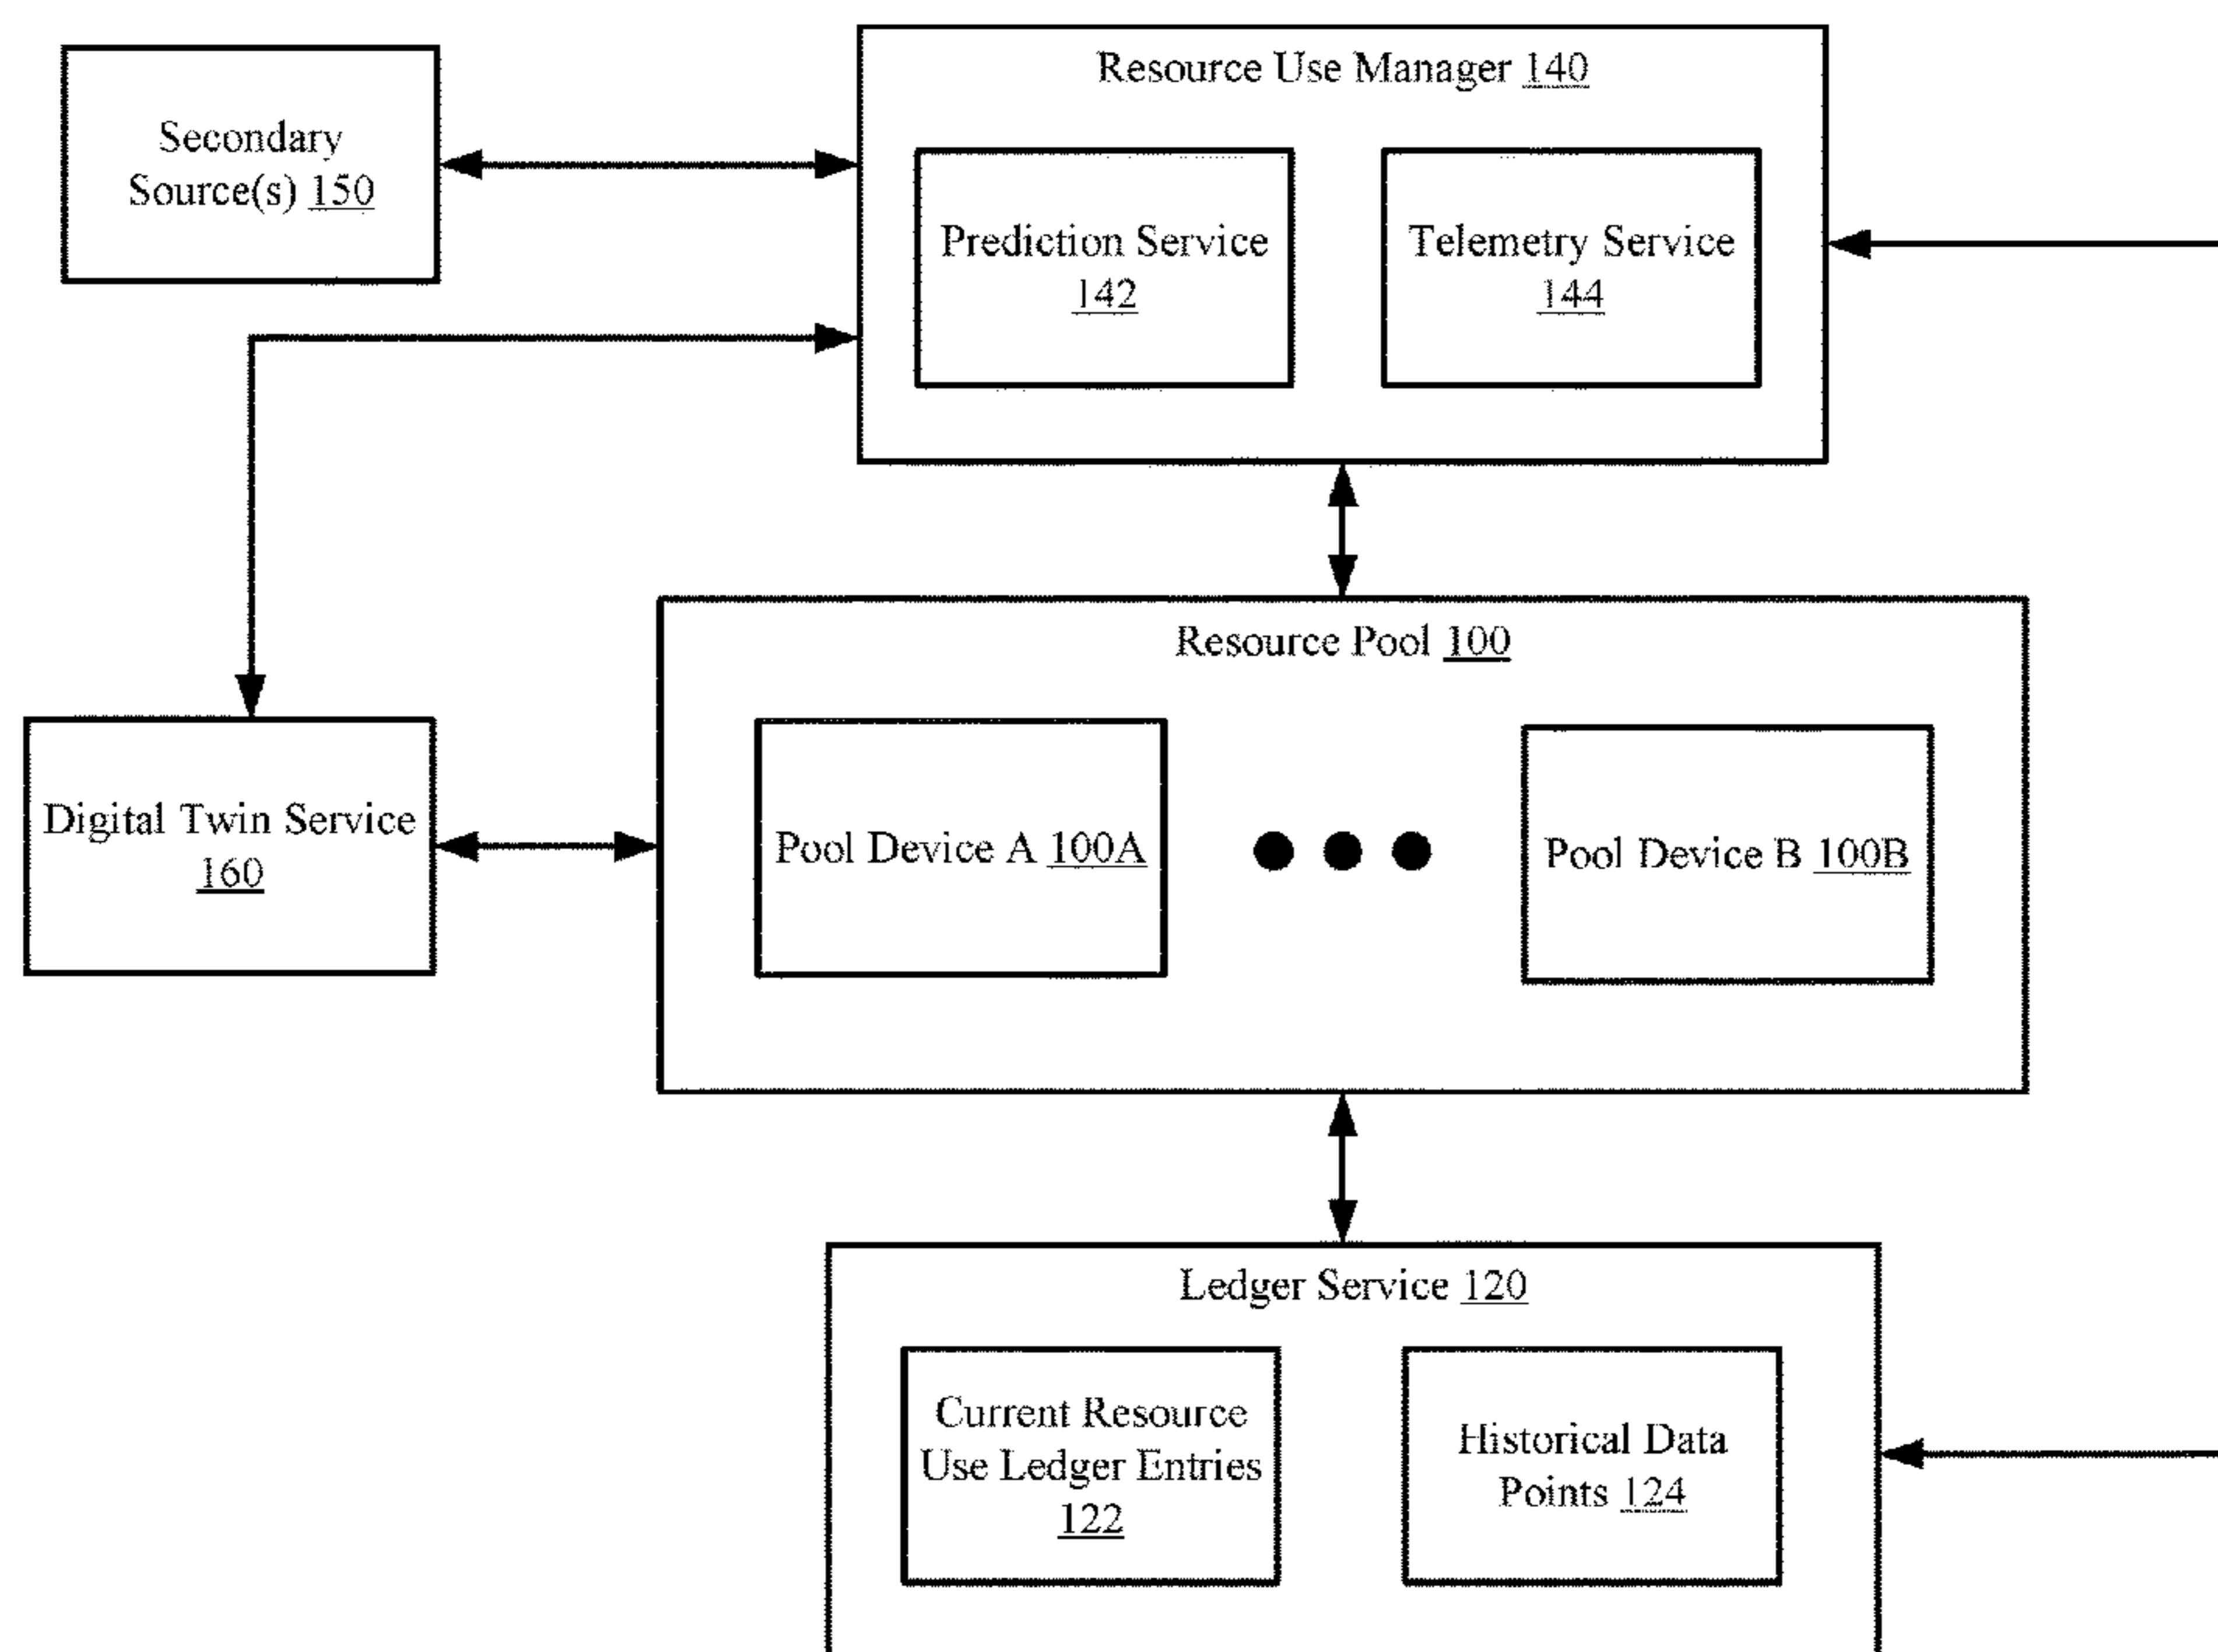 Resource Use Manager 140
Secondary
Source(s) 150
Prediction Service
142
Telemetry Service
144
Resource Pool 100
Digital Twin Service
160
Pool Device A 100A
Pool Device B 100B
Ledger Service 120
Current Resource
Use Ledger Entries
122
Historical Data
Points 124